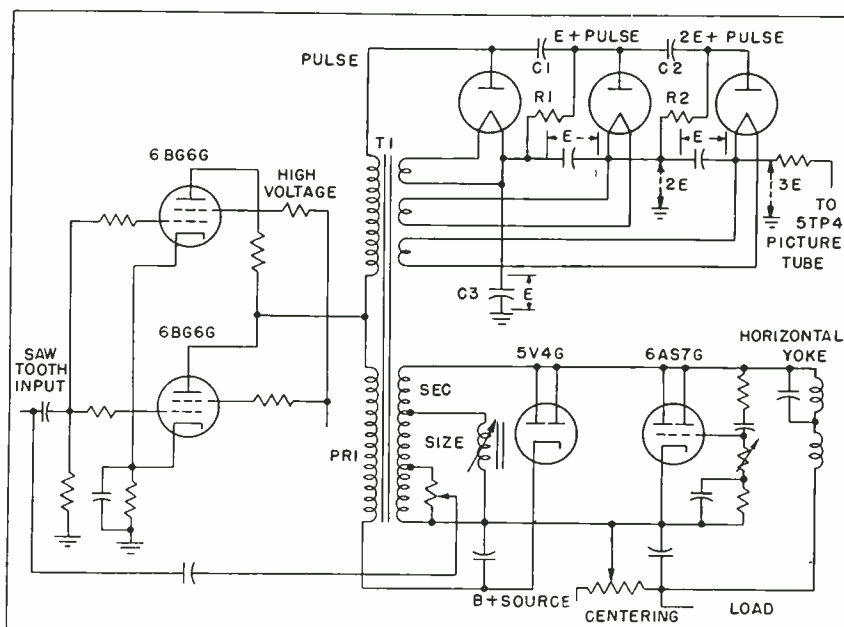 E + PULSE
2E + PULSE
PULSE
C1
C2
R1
R2
E
E
T1
6BG6G
HIGH
VOLTAGE
2E
3E
TO
5TP4
PICTURE
TUBE
C3
E
6BG6G
SAW
TOOTH
INPUT
5V4G
6AS7G
HORIZONTAL
YOKE
SEC
SIZE
PRI
B+SOURCE
CENTERING
LOAD